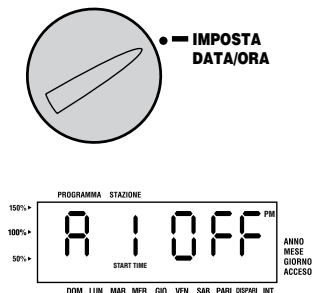 IMPOSTA
DATA/ORA
PROGRAMMA STAZIONE
150%
100%
50%
A 1 OFF PM
START TIME
ANNO
MESE
GIORNO
ACCESO
DOM LUN MAR MER GIO VEN SAB PARI DISPARI INT